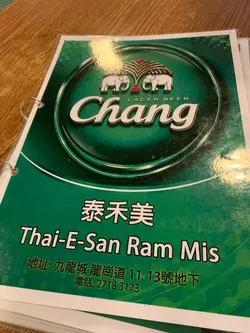 LAGER BEER
Chang
泰禾美
Thai-E-San Ram Mis
地址: 九龍城 龍崗道 11-13號地下
電話: 2718 3173